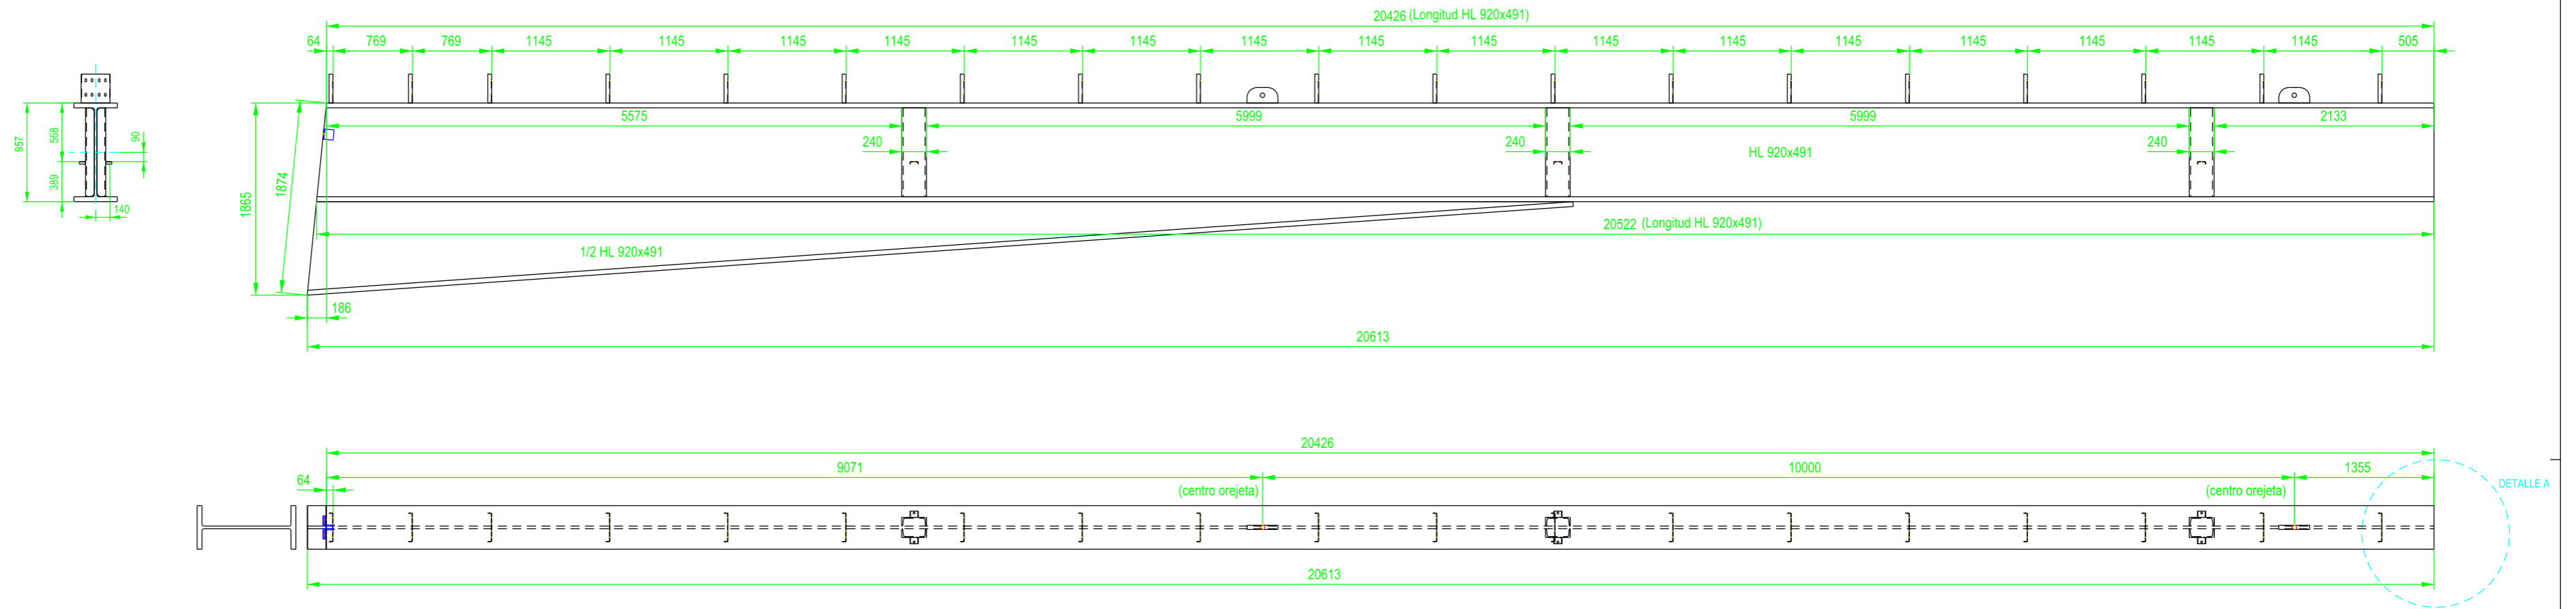 20426 (Longitud HL 920x491)
64 769 769 1145 1145 1145 1145 1145 1145 1145 1145 1145 1145 1145 1145 1145 1145 1145 1145 505
5575 5999 5999 2133
957 568 90
240 240 HL 920x491 240
389 1874
1865
140
20522 (Longitud HL 920x491)
1/2 HL 920x491
186
20613
20426
9071 10000 1355
64
(centro orejeta) (centro orejeta)
DETALLE A
20613